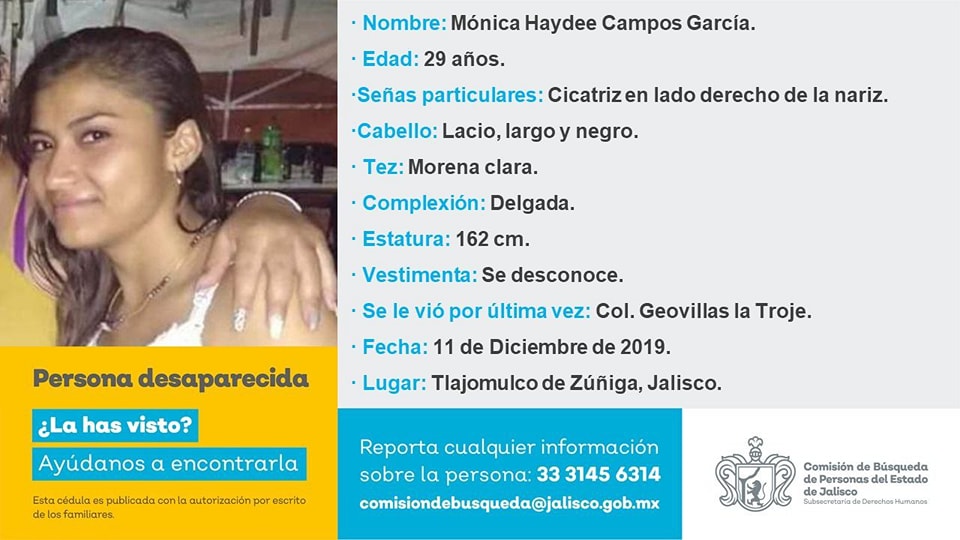 Persona desaparecida
¿La has visto?
Ayúdanos a encontrarla
Esta cédula es publicada con la autorización por escrito
de los familiares.
· Nombre: Mónica Haydee Campos García.
· Edad: 29 años.
·Señas particulares: Cicatriz en lado derecho de la nariz.
·Cabello: Lacio, largo y negro.
· Tez: Morena clara.
· Complexión: Delgada.
· Estatura: 162 cm.
· Vestimenta: Se desconoce.
· Se le vió por última vez: Col. Geovillas la Troje.
· Fecha: 11 de Diciembre de 2019.
· Lugar: Tlajomulco de Zúñiga, Jalisco.
Reporta cualquier información
sobre la persona: 33 3145 6314
comisiondebusqueda@jalisco.gob.mx
Comisión de Búsqueda
de Personas del Estado
de Jalisco
Subsecretaría de Derechos Humanos